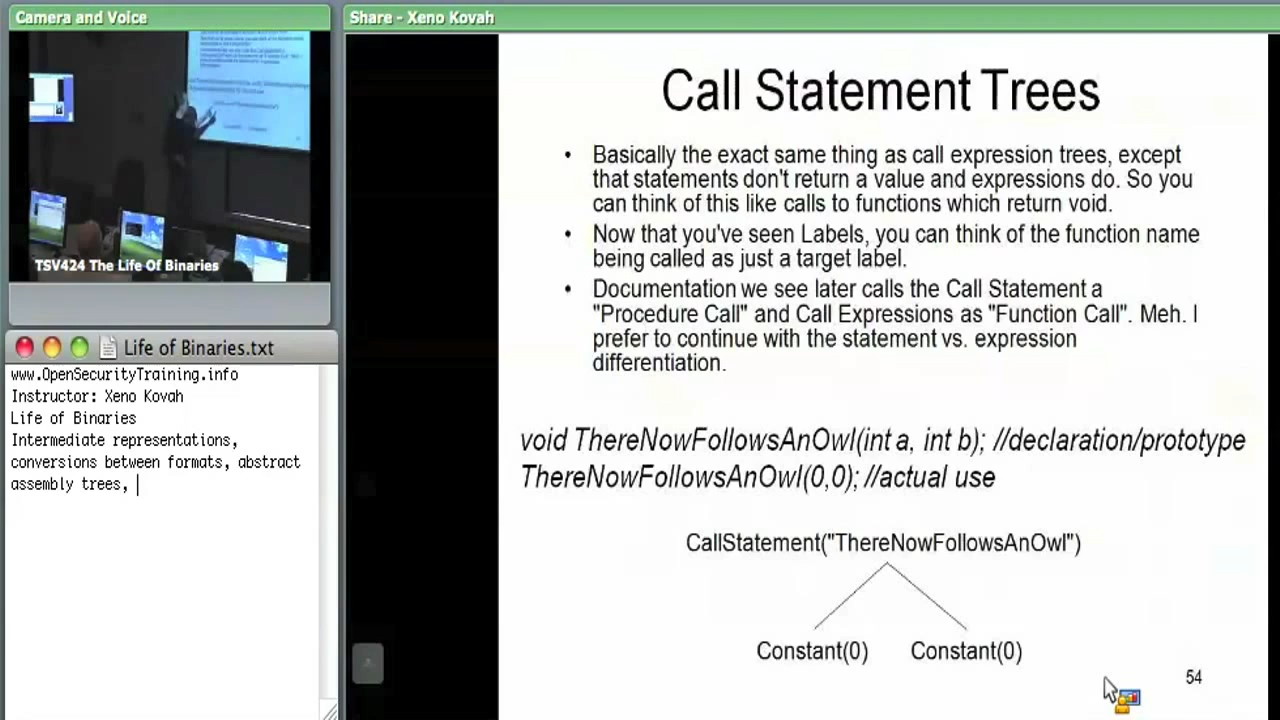 Camera and Voice
TSV424 The Life Of Binaries
Life of Binaries.txt
www.OpenSecurityTraining.info
Instructor: Xeno Kovah
Life of Binaries
Intermediate representations,
conversions between formats, abstract
assembly trees,
Share - Xeno Kovah
Call Statement Trees
• Basically the exact same thing as call expression trees, except
that statements don't return a value and expressions do. So you
can think of this like calls to functions which return void.
• Now that you've seen Labels, you can think of the function name
being called as just a target label.
• Documentation we see later calls the Call Statement a
"Procedure Call" and Call Expressions as "Function Call". Meh. I
prefer to continue with the statement vs. expression
differentiation.
void ThereNowFollowsAnOwl(int a, int b); //declaration/prototype
ThereNowFollowsAnOwl(0,0); //actual use
CallStatement("ThereNowFollowsAnOwl")
Constant(0) Constant(0)
54